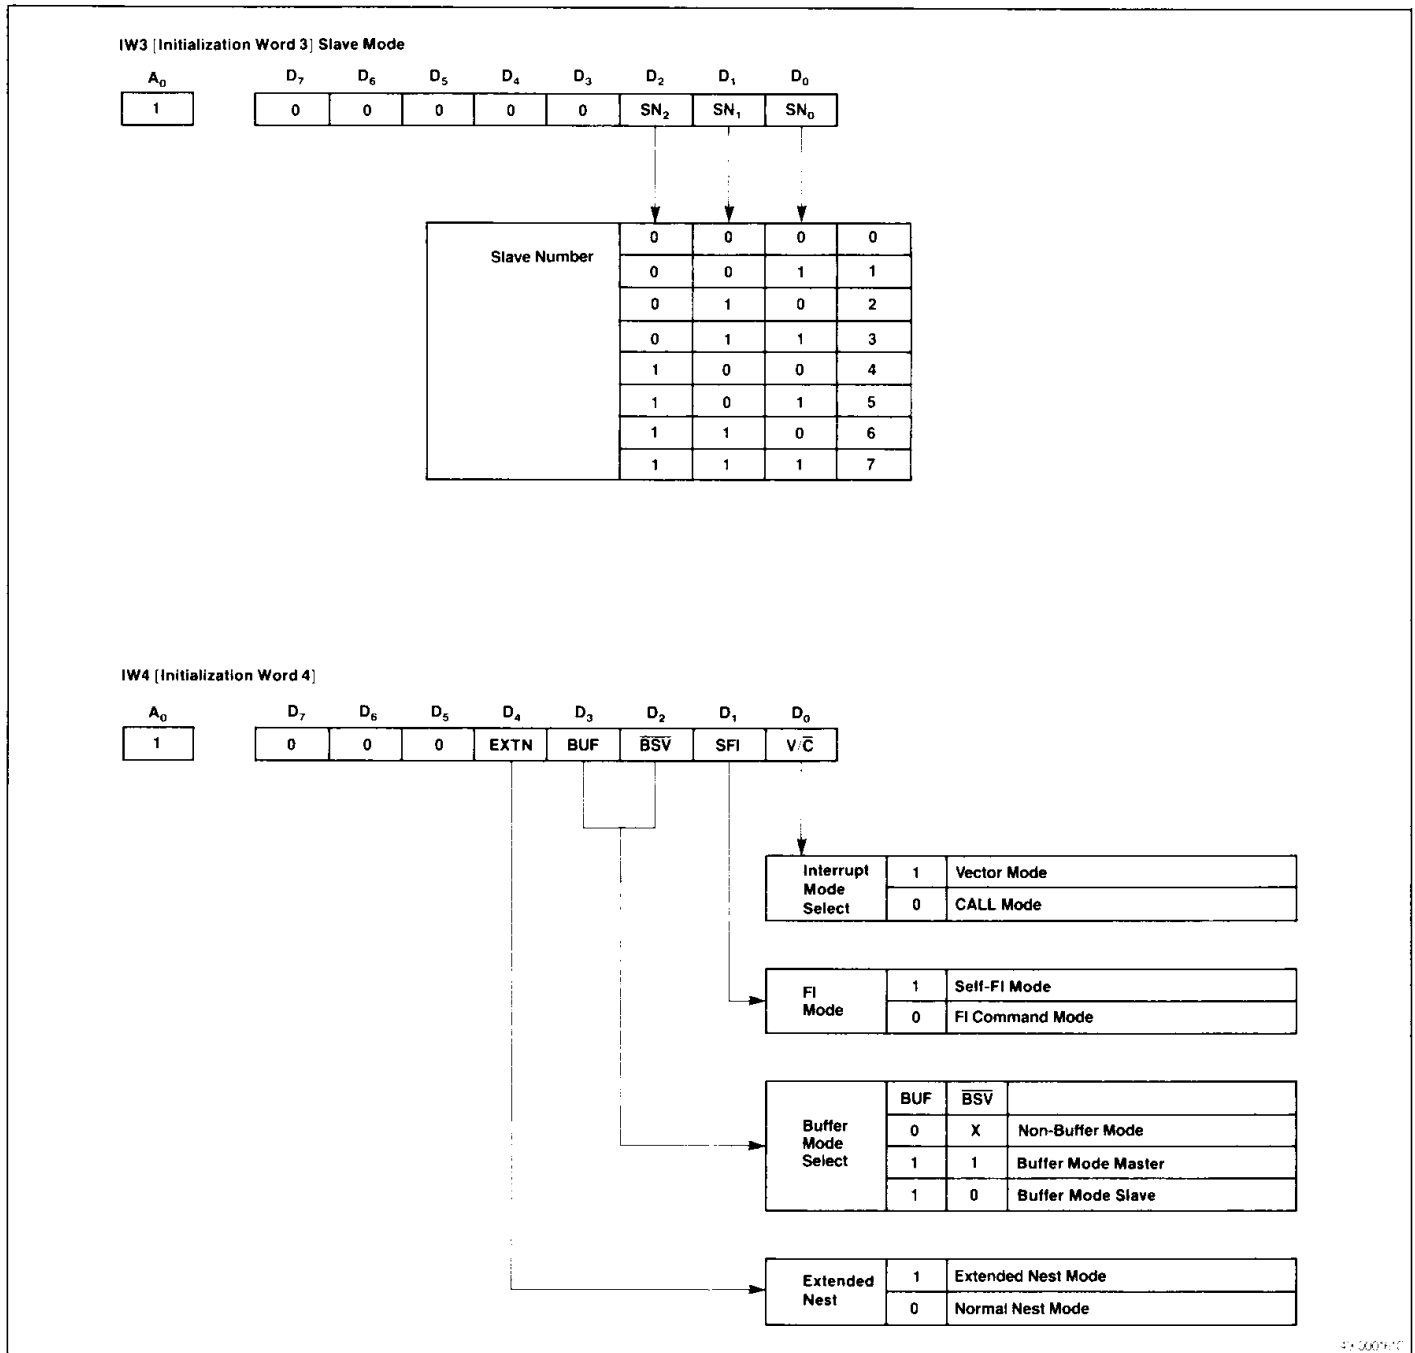 IW3 [Initialization Word 3] Slave Mode
A₀ D₇ D₆ D₅ D₄ D₃ D₂ D₁ D₀
1 0 0 0 0 0 SN₂ SN₁ SN₀
Slave Number
0 0 0 0
0 0 1 1
0 1 0 2
0 1 1 3
1 0 0 4
1 0 1 5
1 1 0 6
1 1 1 7
IW4 [Initialization Word 4]
A₀ D₇ D₆ D₅ D₄ D₃ D₂ D₁ D₀
1 0 0 0 EXTN BUF B̅S̅V̅ SFI V/C̅
Interrupt Mode Select
1 Vector Mode
0 CALL Mode
FI Mode
1 Self-FI Mode
0 FI Command Mode
Buffer Mode Select
BUF B̅S̅V̅
0 X Non-Buffer Mode
1 1 Buffer Mode Master
1 0 Buffer Mode Slave
Extended Nest
1 Extended Nest Mode
0 Normal Nest Mode